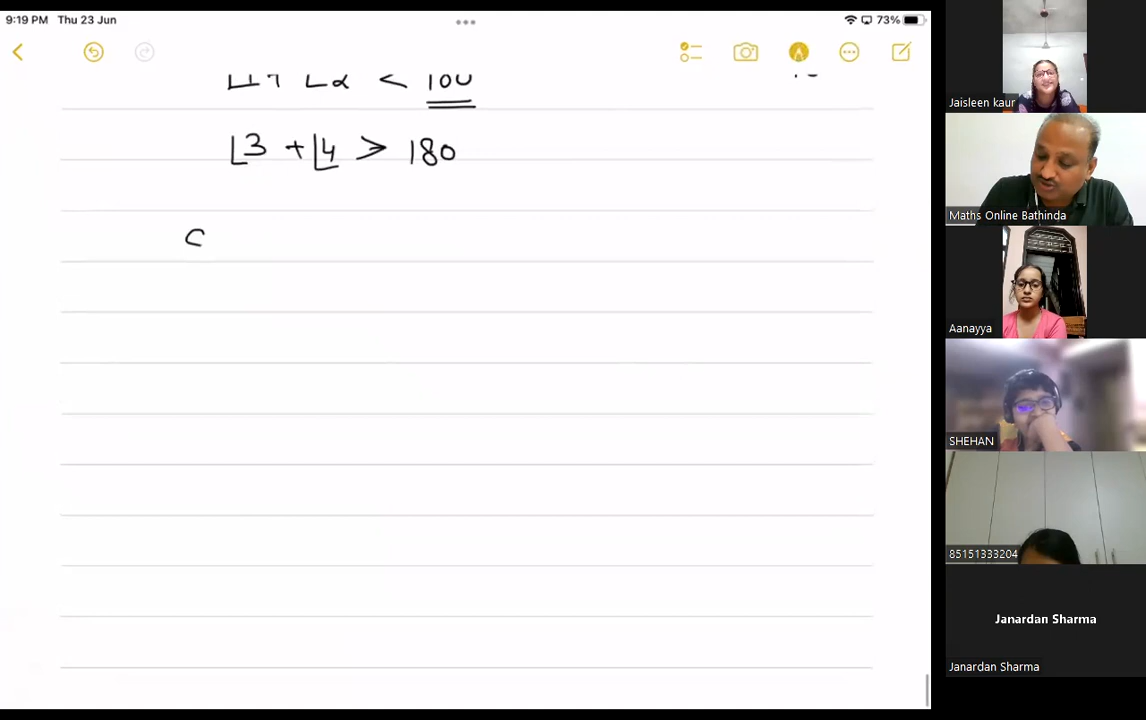 9:19 PM Thu 23 Jun
73%
∠3 + ∠4 > 180
C
Jaisleen kaur
Maths Online Bathinda
Aanayya
SHEHAN
85151333204
Janardan Sharma
Janardan Sharma